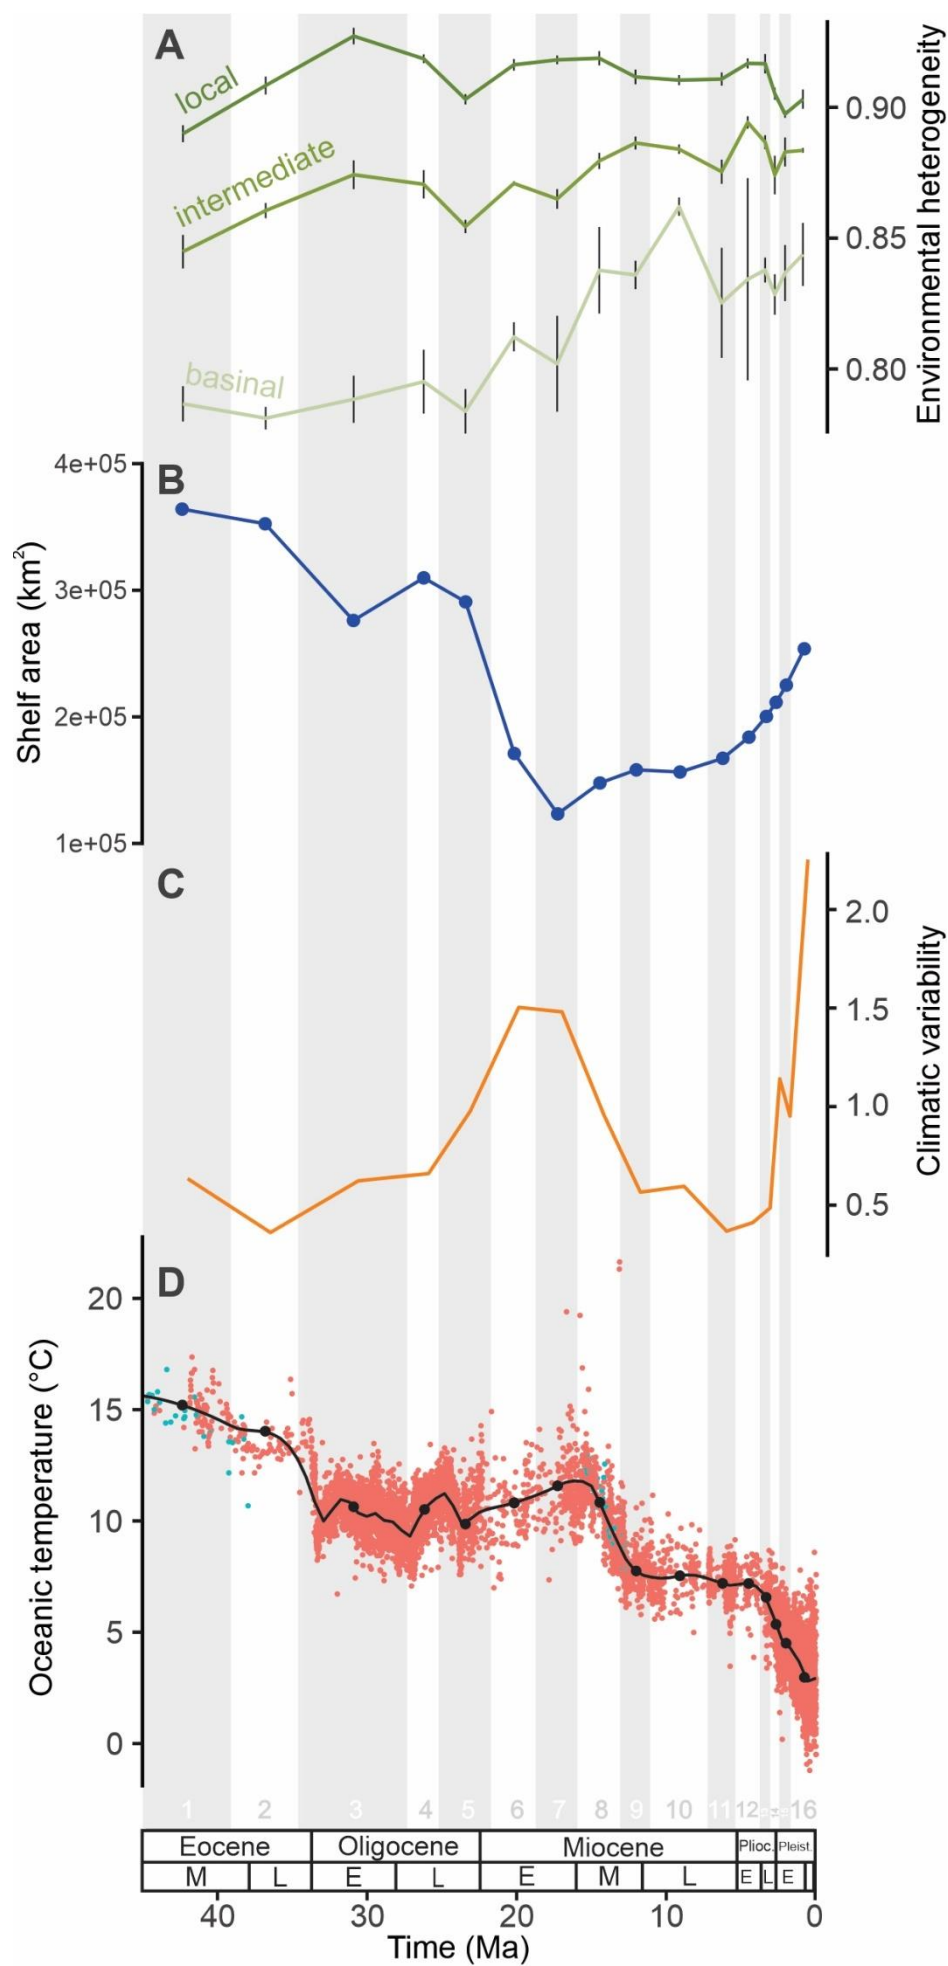 A
local
intermediate
basinal
0.90
0.85
0.80
Environmental heterogeneity
B
4e+05
3e+05
2e+05
1e+05
Shelf area (km²)
C
2.0
1.5
1.0
0.5
Climatic variability
D
20
15
10
5
0
Oceanic temperature (°C)
1 2 3 4 5 6 7 8 9 10 11 12 16
Eocene Oligocene Miocene Plioc. Pleist.
M L E L E M L E L E
40 30 20 10 0
Time (Ma)